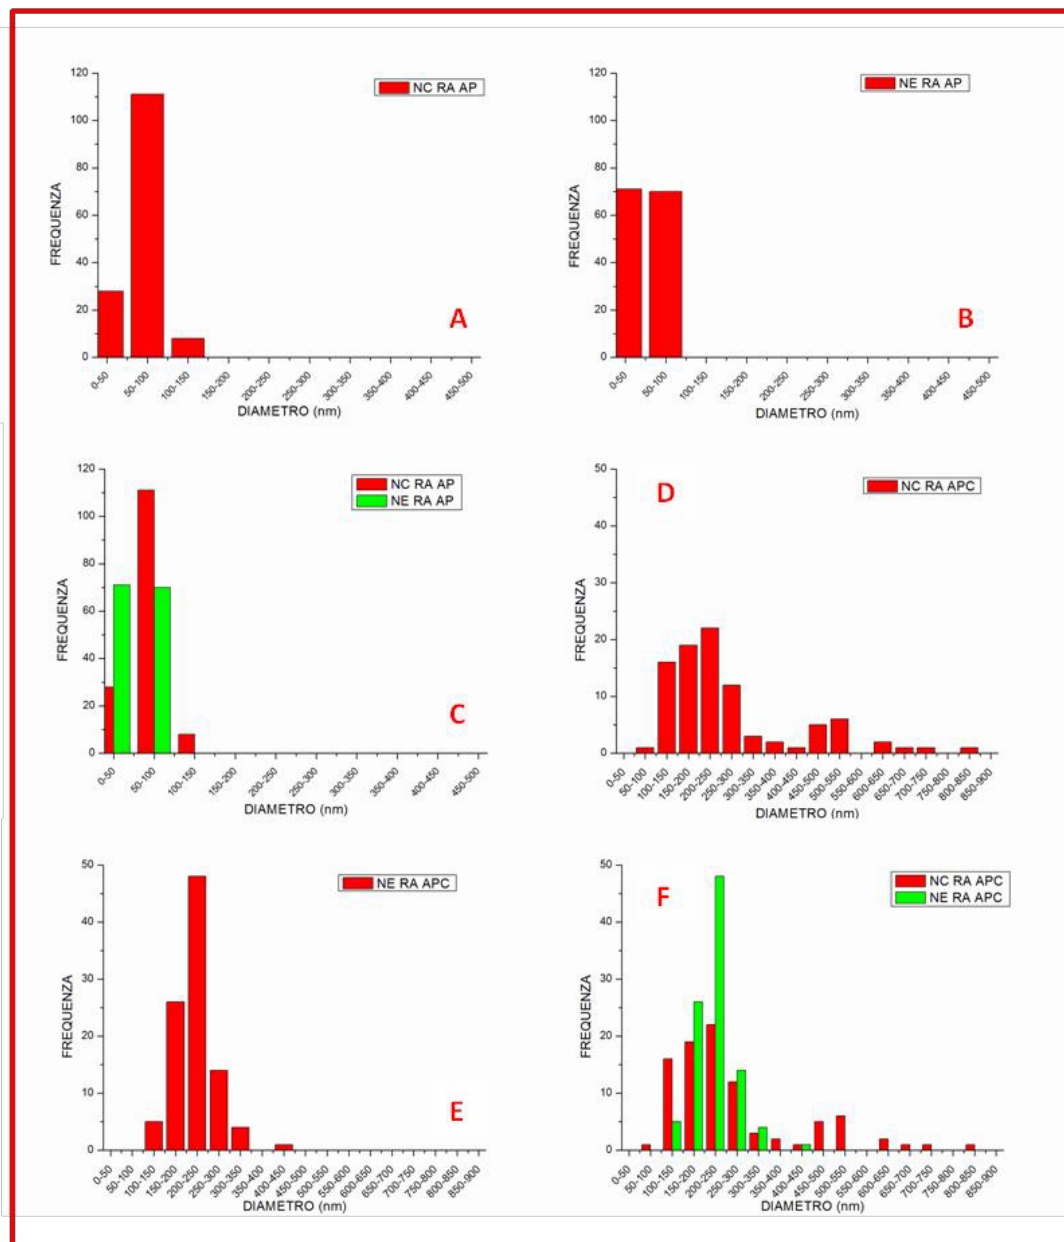 NC RA AP
120
100
80
60
40
20
0
FREQUENZA
A
0-50 50-100 100-150 150-200 200-250 250-300 300-350 350-400 400-450 450-500
DIAMETRO (nm)
NE RA AP
120
100
80
60
40
20
0
FREQUENZA
B
0-50 50-100 100-150 150-200 200-250 250-300 300-350 350-400 400-450 450-500
DIAMETRO (nm)
NC RA AP
NE RA AP
120
100
80
60
40
20
0
FREQUENZA
C
0-50 50-100 100-150 150-200 200-250 250-300 300-350 350-400 400-450 450-500
DIAMETRO (nm)
D
NC RA APC
50
40
30
20
10
0
FREQUENZA
0-50 50-100 100-150 150-200 200-250 250-300 300-350 350-400 400-450 450-500 500-550 550-600 600-650 650-700 700-750 750-800 800-850 850-900
DIAMETRO (nm)
NE RA APC
50
40
30
20
10
0
FREQUENZA
E
0-50 50-100 100-150 150-200 200-250 250-300 300-350 350-400 400-450 450-500 500-550 550-600 600-650 650-700 700-750 750-800 800-850 850-900
DIAMETRO (nm)
F
NC RA APC
NE RA APC
50
40
30
20
10
0
FREQUENZA
0-50 50-100 100-150 150-200 200-250 250-300 300-350 350-400 400-450 450-500 500-550 550-600 600-650 650-700 700-750 750-800 800-850 850-900
DIAMETRO (nm)